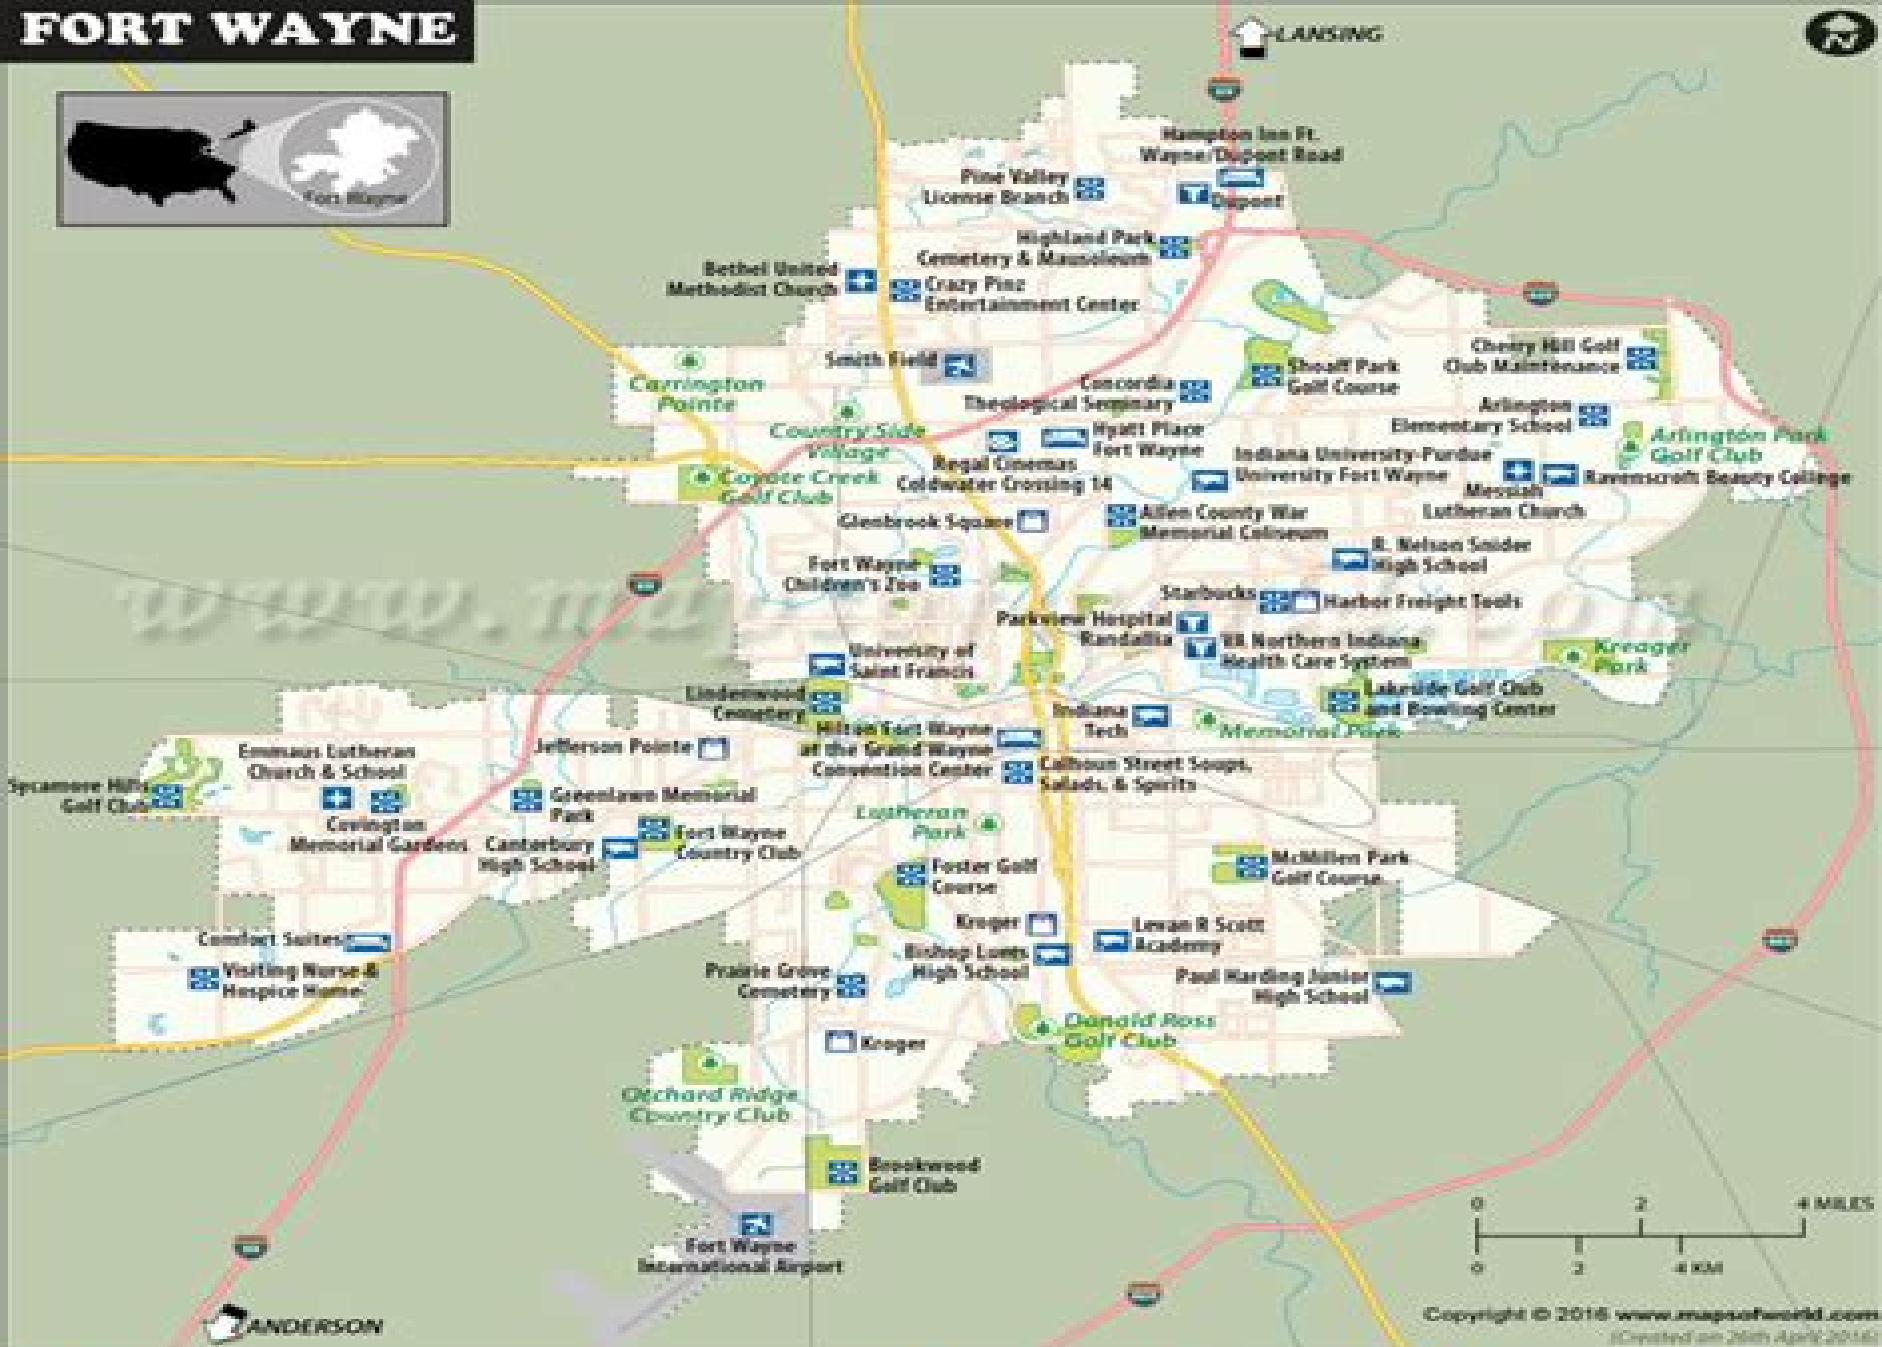 FORT WAYNE
LANSING
Fort Wayne
Hampton Inn Ft.
Wayne/Dupont Road
Pine Valley
License Branch
Dupont
Highland Park
Cemetery & Mausoleum
Bethel United
Methodist Church
Crazy Pinz
Entertainment Center
Smith Field
Carrington
Pointe
Concordia
Theological Seminary
Shoaff Park
Golf Course
Cherry Hill Golf
Club Maintenance
Arlington
Elementary School
Country Side
Village
Hyatt Place
Fort Wayne
Arlington Park
Golf Club
Regal Cinemas
Coldwater Crossing 14
Indiana University-Purdue
University Fort Wayne
Coyote Creek
Golf Club
Ravenscroft Beauty College
Messiah
Lutheran Church
Glenbrook Square
Allen County War
Memorial Coliseum
R. Nelson Snider
High School
Fort Wayne
Children's Zoo
Starbucks
Harbor Freight Tools
Parkview Hospital
Randallia
VA Northern Indiana
Health Care System
Kreager
Park
University of
Saint Francis
Lindenwood
Cemetery
Lakeside Golf Club
and Bowling Center
Indiana
Tech
Memorial Park
Hilton Fort Wayne
at the Grand Wayne
Convention Center
Jefferson Pointe
Emmaus Lutheran
Church & School
Calhoun Street Soups,
Salads, & Spirits
Sycamore Hills
Golf Club
Greenlawn Memorial
Park
Covington
Memorial Gardens
Lutheran
Park
Canterbury
High School
Fort Wayne
Country Club
Foster Golf
Course
McMillen Park
Golf Course
Kroger
Levan R Scott
Academy
Comfort Suites
Bishop Luers
High School
Visiting Nurse &
Hospice Home
Prairie Grove
Cemetery
Paul Harding Junior
High School
Donald Ross
Golf Club
Kroger
Orchard Ridge
Country Club
Brookwood
Golf Club
Fort Wayne
International Airport
0 2 4 MILES
0 2 4 KM
ANDERSON
Copyright © 2016 www.mapsofworld.com
(Created on 26th April 2016)